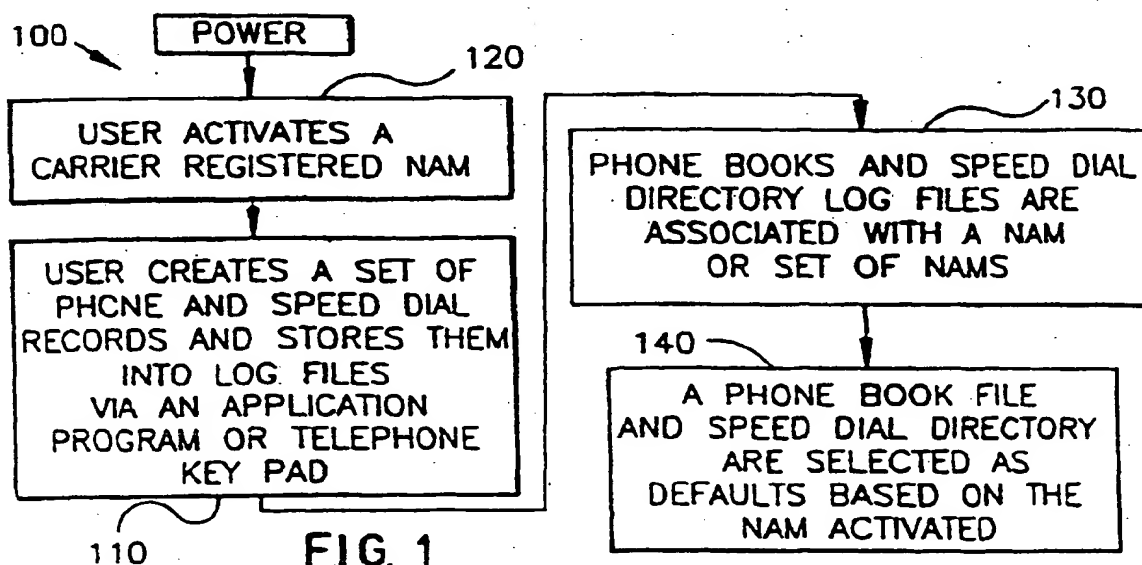 100
POWER
120
USER ACTIVATES A
CARRIER REGISTERED NAM
USER CREATES A SET OF
PHONE AND SPEED DIAL
RECORDS AND STORES THEM
INTO LOG FILES
VIA AN APPLICATION
PROGRAM OR TELEPHONE
KEY PAD
110
130
PHONE BOOKS AND SPEED DIAL
DIRECTORY LOG FILES ARE
ASSOCIATED WITH A NAM
OR SET OF NAMS
140
A PHONE BOOK FILE
AND SPEED DIAL DIRECTORY
ARE SELECTED AS
DEFAULTS BASED ON THE
NAM ACTIVATED
FIG. 1